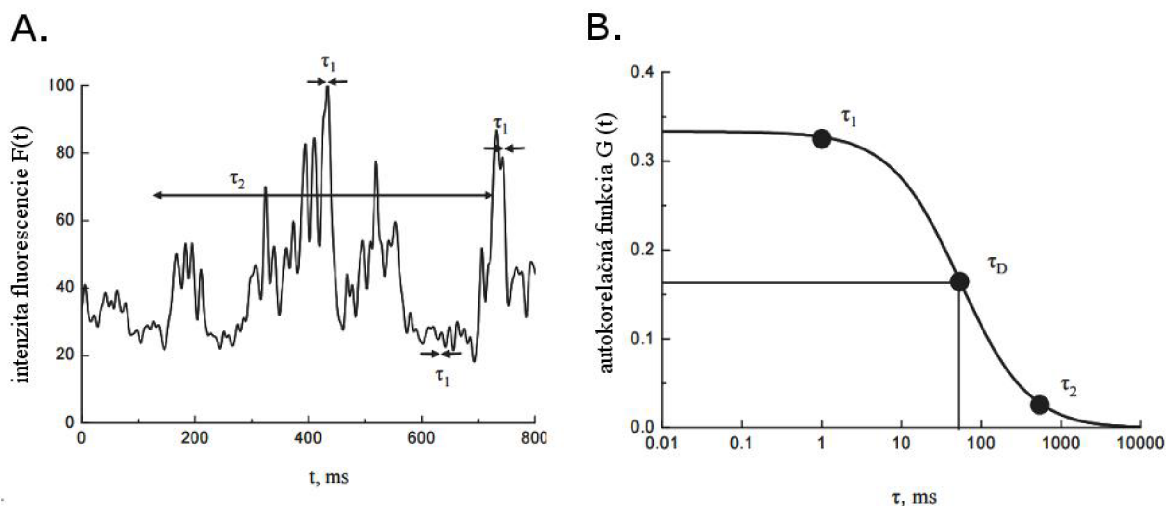 A.
intenzita fluorescencie F(t)
100
80
60
40
20
0
τ1
τ1
τ2
τ1
0 200 400 600 800
t, ms
B.
autokorelačná funkcia G (t)
0.4
0.3
0.2
0.1
0.0
τ1
τD
τ2
0.01 0.1 1 10 100 1000 10000
τ, ms